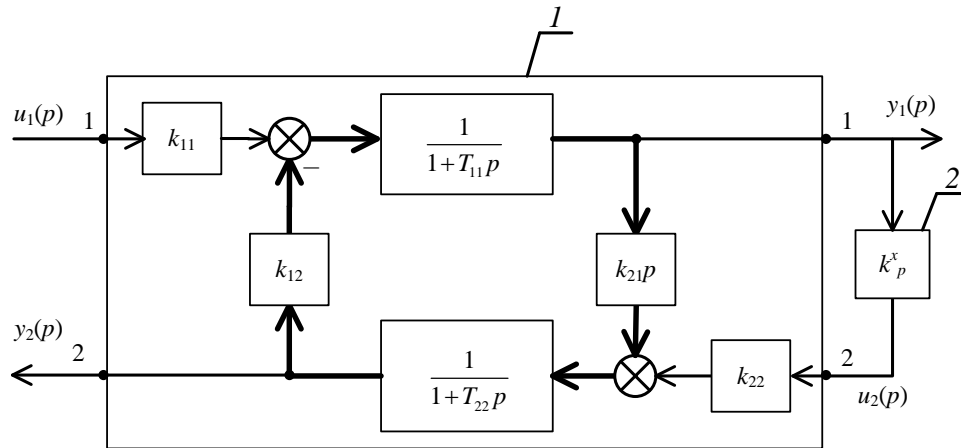 1
u₁(p) 1
k₁₁
1
1+T₁₁p
1 y₁(p)
–
2
k₁₂
k₂₁p
kˣₚ
y₂(p)
2
1
1+T₂₂p
k₂₂
2
u₂(p)